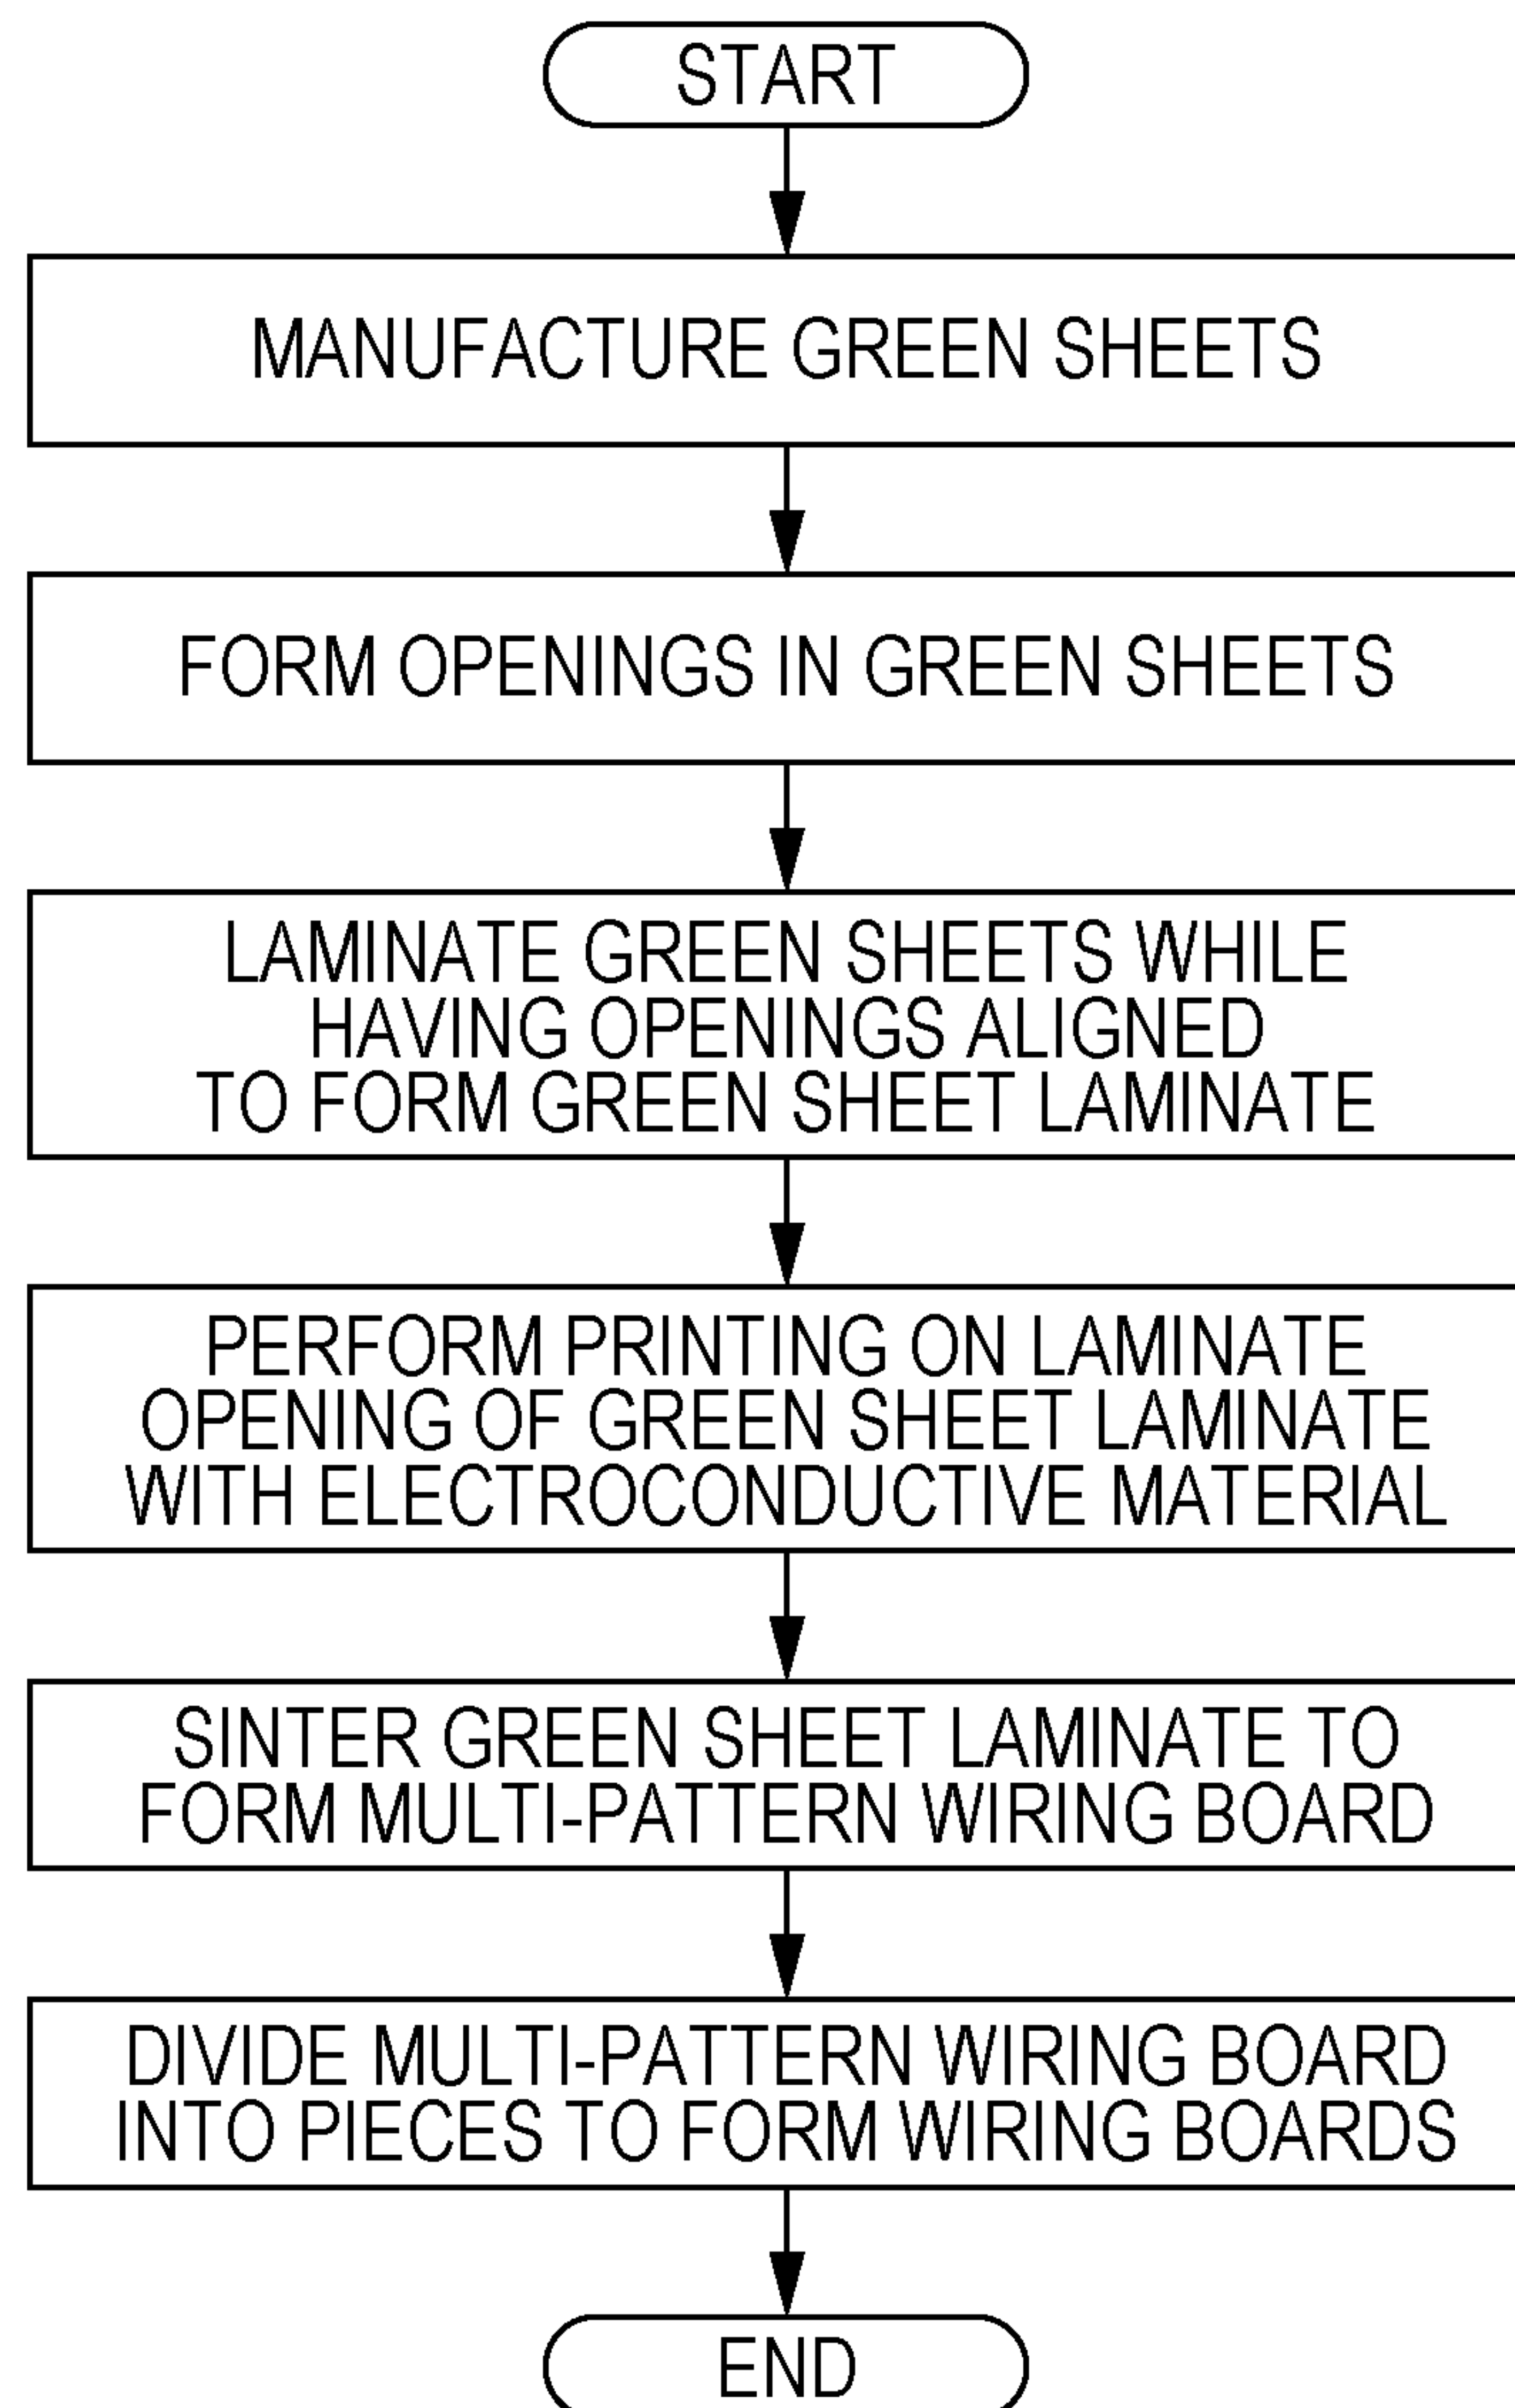 START
MANUFACTURE GREEN SHEETS
FORM OPENINGS IN GREEN SHEETS
LAMINATE GREEN SHEETS WHILE
HAVING OPENINGS ALIGNED
TO FORM GREEN SHEET LAMINATE
PERFORM PRINTING ON LAMINATE
OPENING OF GREEN SHEET LAMINATE
WITH ELECTROCONDUCTIVE MATERIAL
SINTER GREEN SHEET LAMINATE TO
FORM MULTI-PATTERN WIRING BOARD
DIVIDE MULTI-PATTERN WIRING BOARD
INTO PIECES TO FORM WIRING BOARDS
END